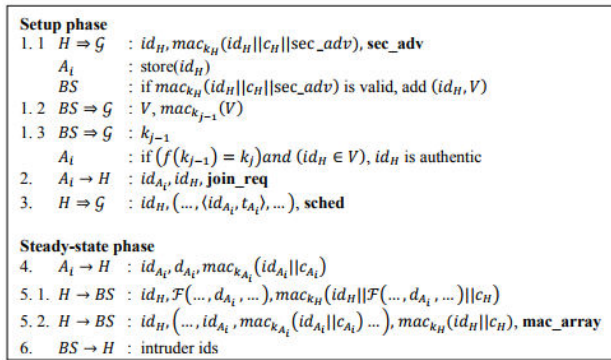 Setup phase
1. 1 H ⇒ 𝒢 : id_H, mac_{k_H}(id_H||c_H||sec_adv), sec_adv
A_i : store(id_H)
BS : if mac_{k_H}(id_H||c_H||sec_adv) is valid, add (id_H, V)
1. 2 BS ⇒ 𝒢 : V, mac_{k_{j-1}}(V)
1. 3 BS ⇒ 𝒢 : k_{j-1}
A_i : if (f(k_{j-1}) = k_j)and (id_H ∈ V), id_H is authentic
2. A_i → H : id_{A_i}, id_H, join_req
3. H ⇒ 𝒢 : id_H, (…, ⟨id_{A_i}, t_{A_i}⟩, …), sched
Steady-state phase
4. A_i → H : id_{A_i}, d_{A_i}, mac_{k_{A_i}}(id_{A_i}||c_{A_i})
5. 1. H → BS : id_H, ℱ(…, d_{A_i}, …), mac_{k_H}(id_H||ℱ(…, d_{A_i}, …)||c_H)
5. 2. H → BS : id_H, (…, id_{A_i}, mac_{k_{A_i}}(id_{A_i}||c_{A_i}) …), mac_{k_H}(id_H||c_H), mac_array
6. BS → H : intruder ids